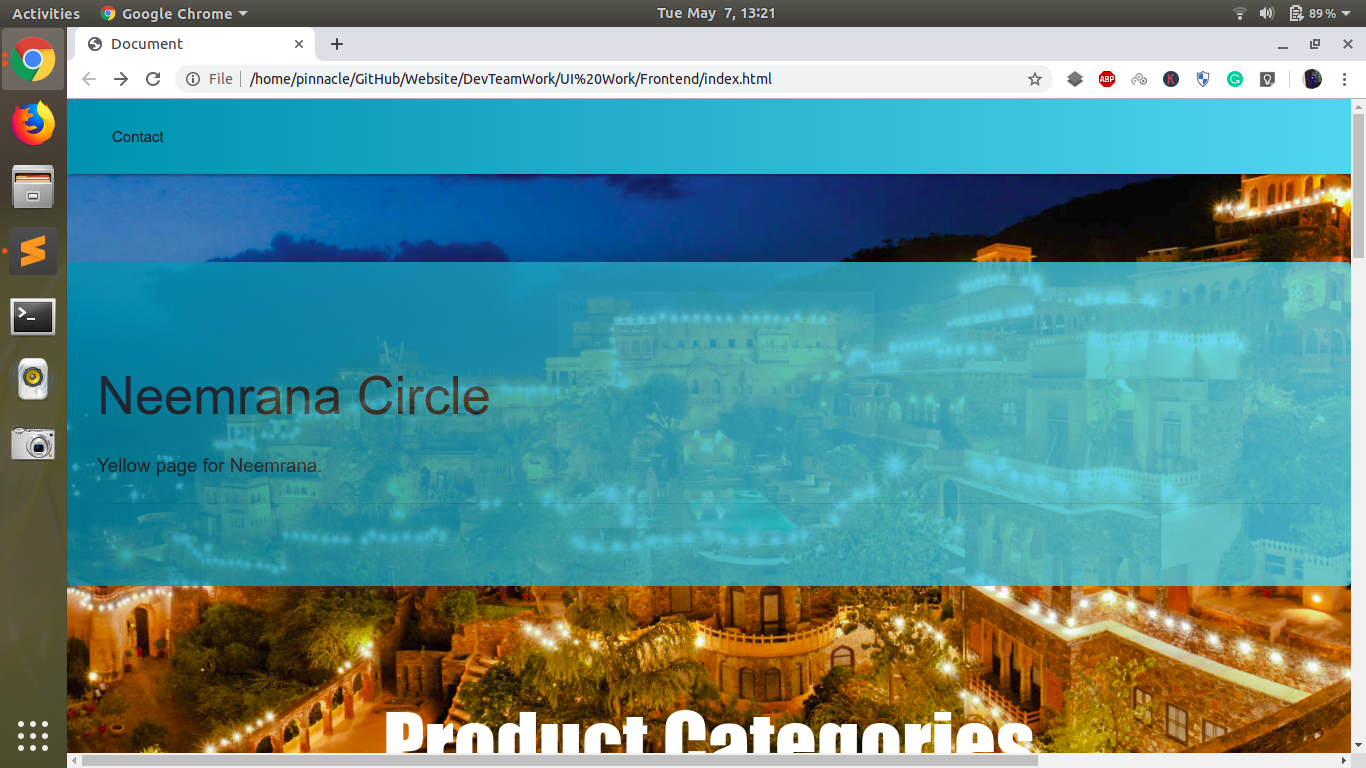 Activities Google Chrome Tue May 7, 13:21 89 %
Document
File /home/pinnacle/GitHub/Website/DevTeamWork/UI%20Work/Frontend/index.html ABP K G
Contact
Neemrana Circle
Yellow page for Neemrana.
Product Categories